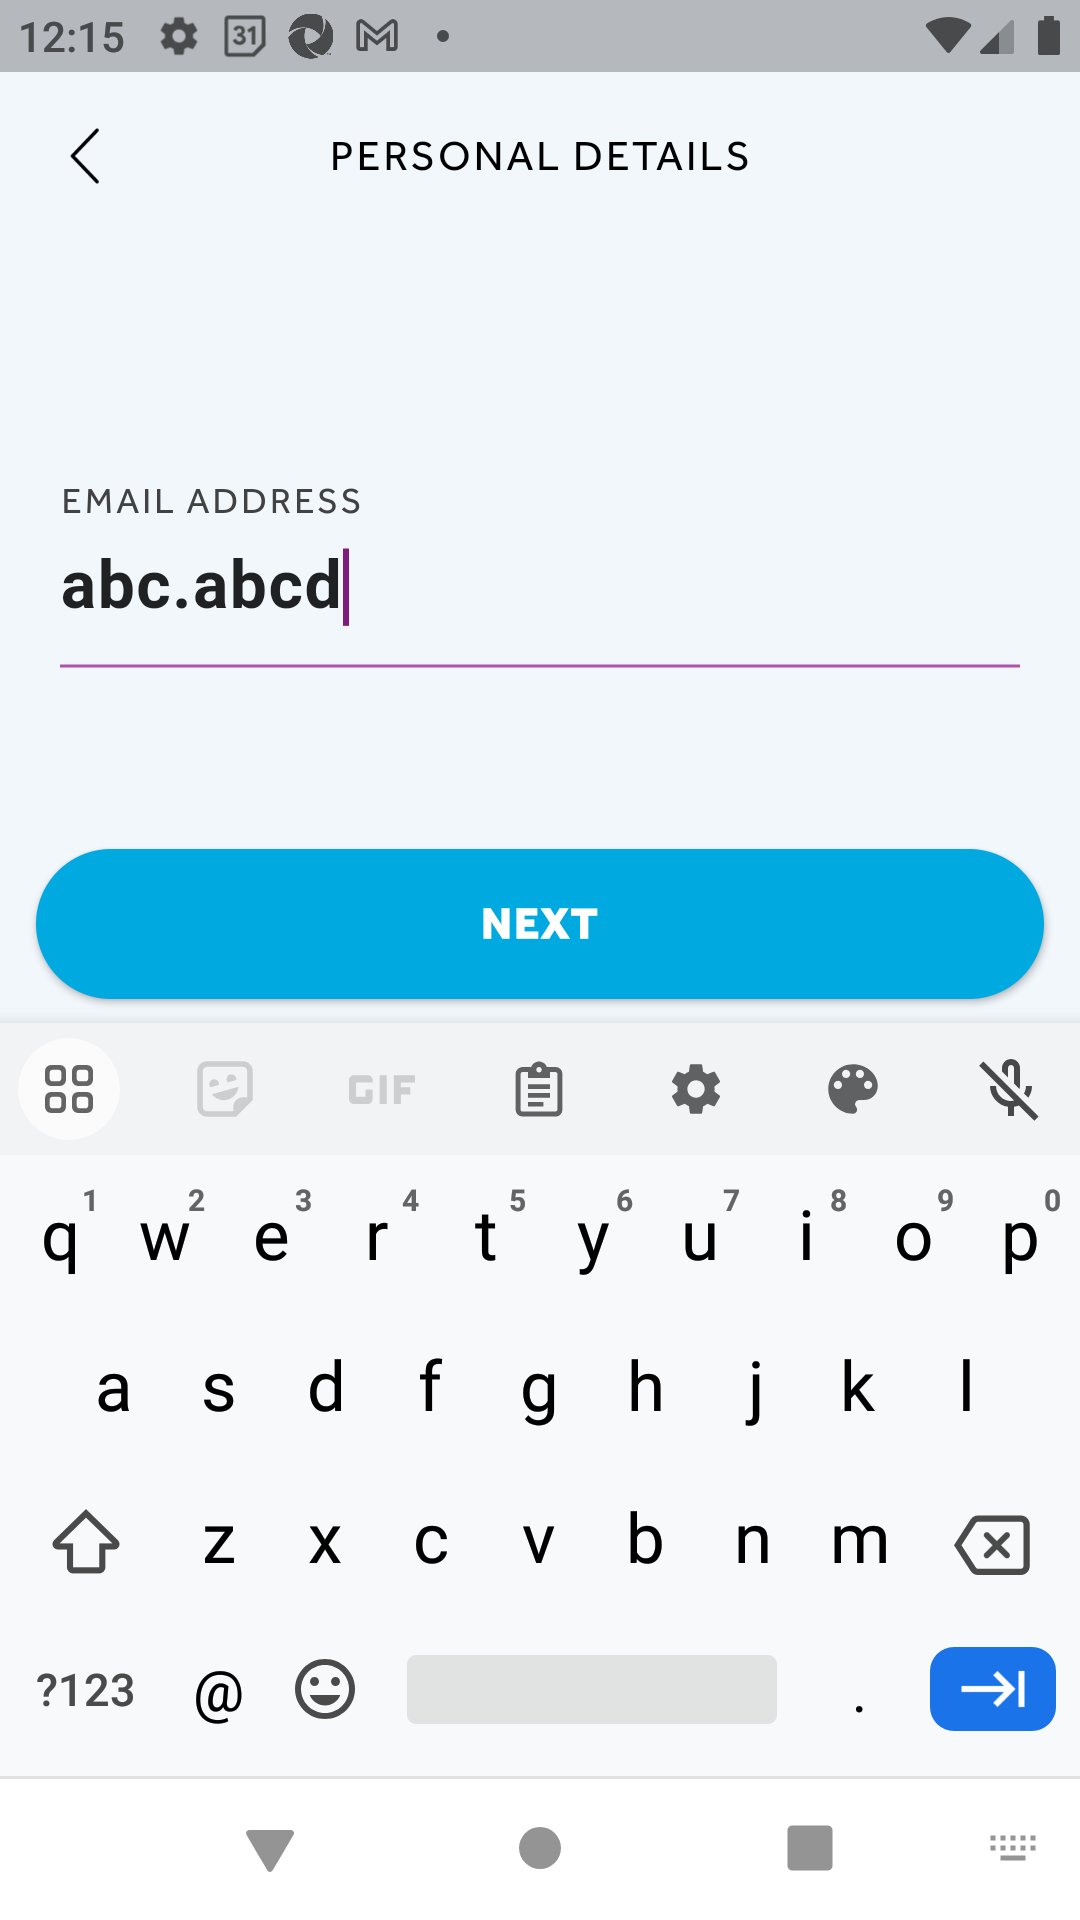 12:15 31
PERSONAL DETAILS
EMAIL ADDRESS
abc.abcd
NEXT
GIF
1 2 3 4 5 6 7 8 9 0
q w e r t y u i o p
a s d f g h j k l
z x c v b n m
?123 @ .